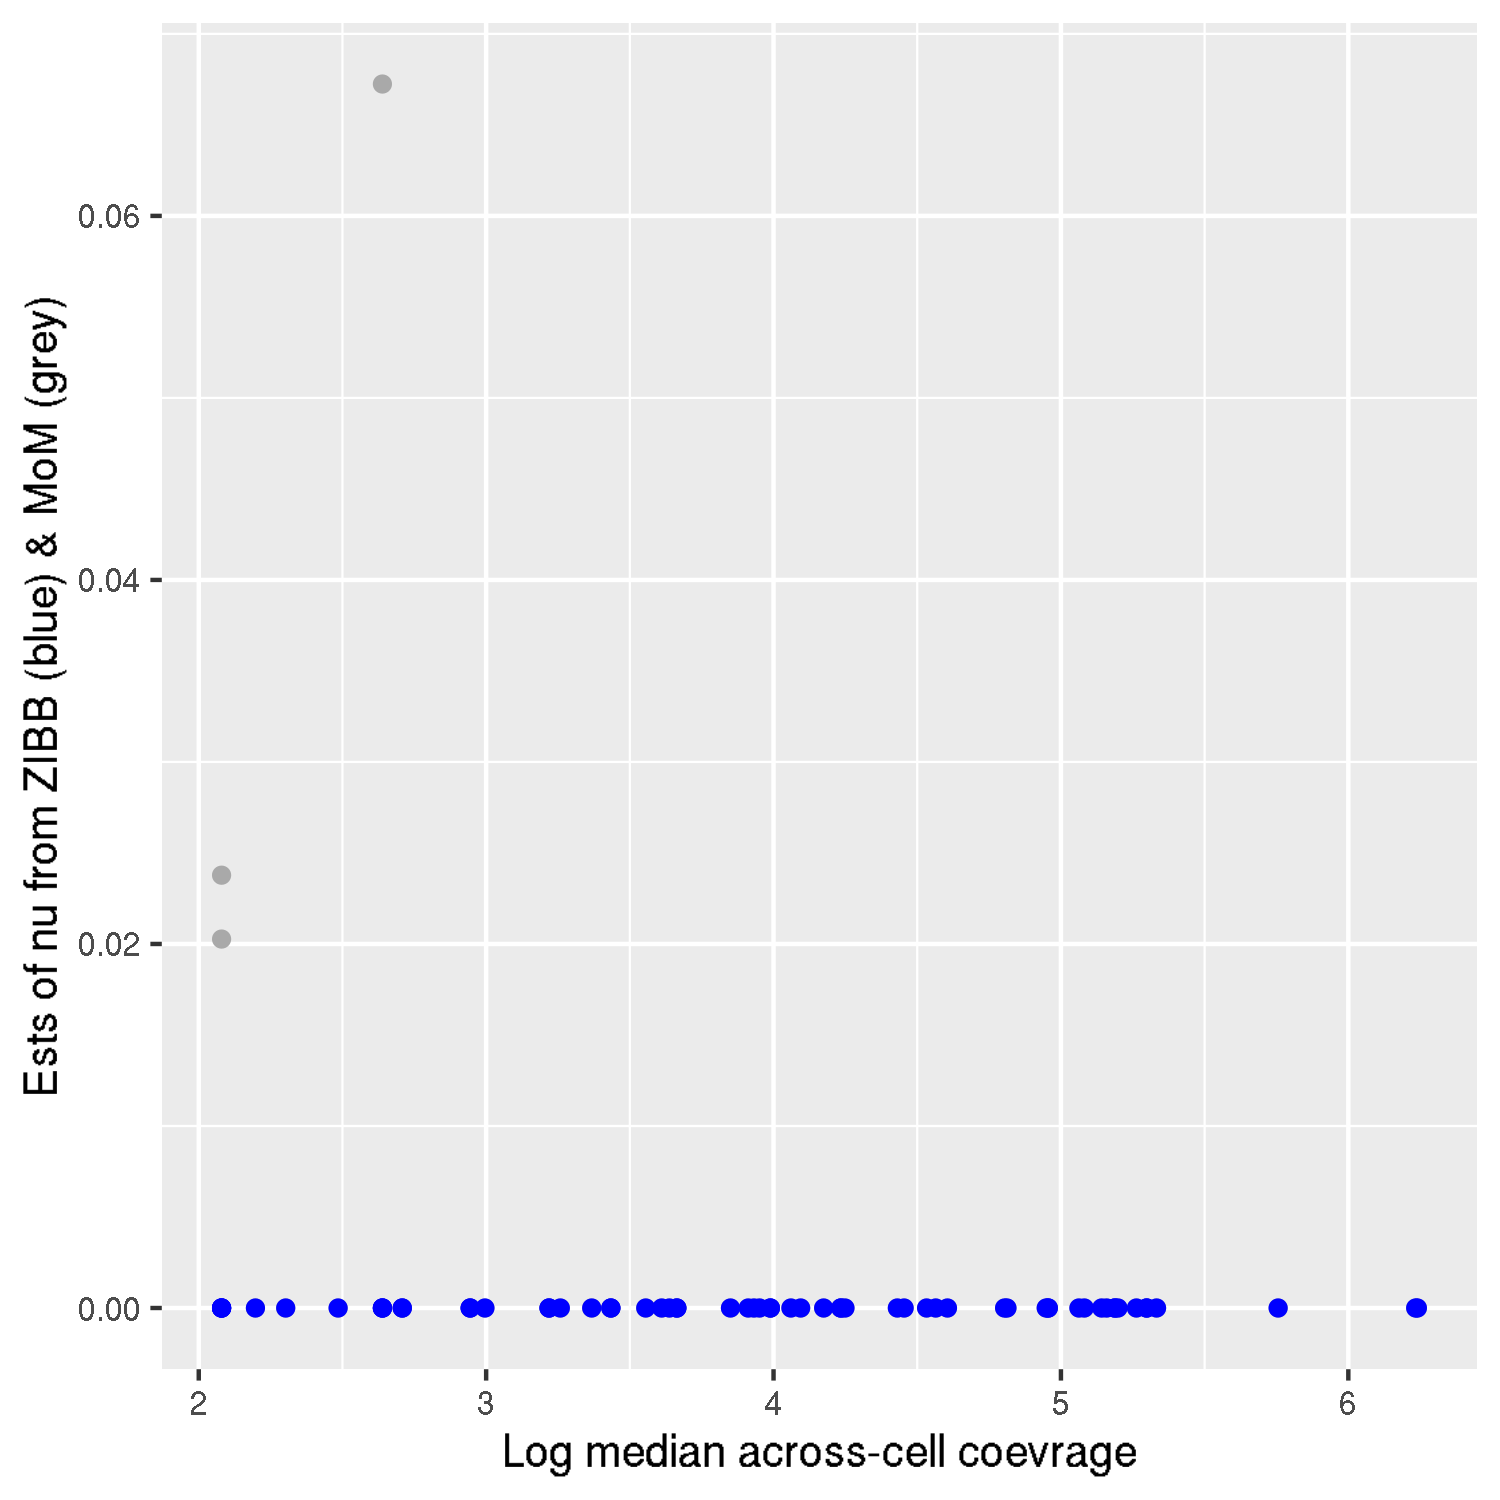 Ests of nu from ZIBB (blue) & MoM (grey)
0.06
0.04
0.02
0.00
2 3 4 5 6
Log median across-cell coevrage